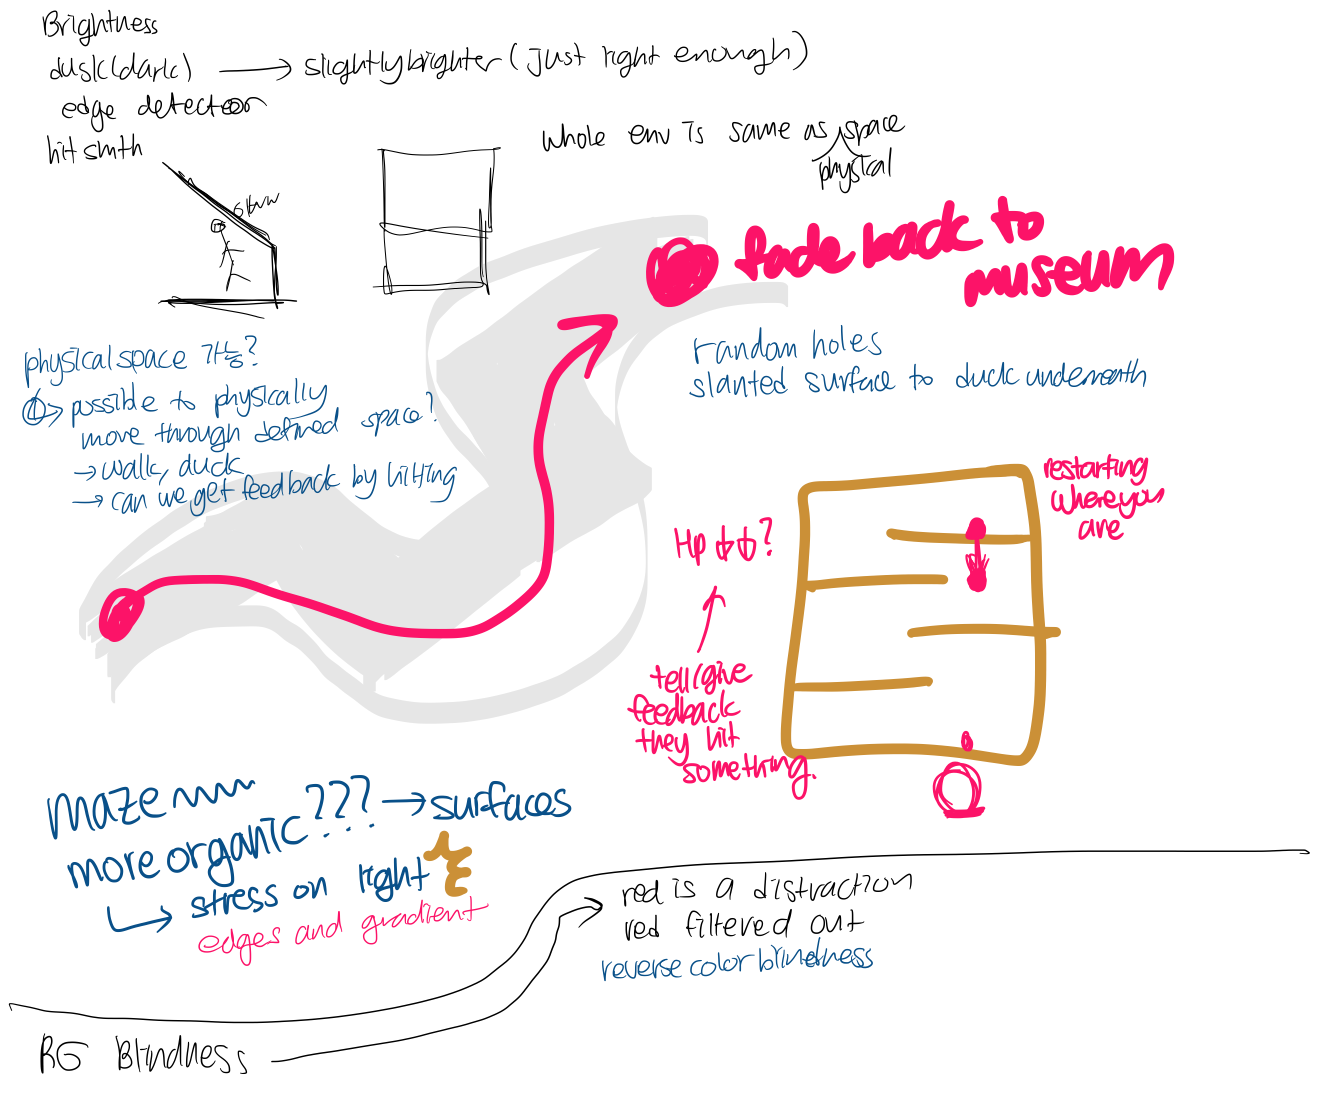 Brightness
dusk(dark) → slightly brighter (just right enough)
edge detector
hit smth
whole env is same as space
physical
fade back to
museum
physical space 가능?
① → possible to physically
move through defined space?
→ walk, duck
→ can we get feedback by hitting
random holes
slanted surface to duck underneath
restarting
where you
are
Hp ↓↓?
tell/give
feedback
they hit
something.
maze
more organic??? → surfaces
↳ stress on right
edges and gradient
red is a distraction
red filtered out
reverse color blindness
RG Blindness